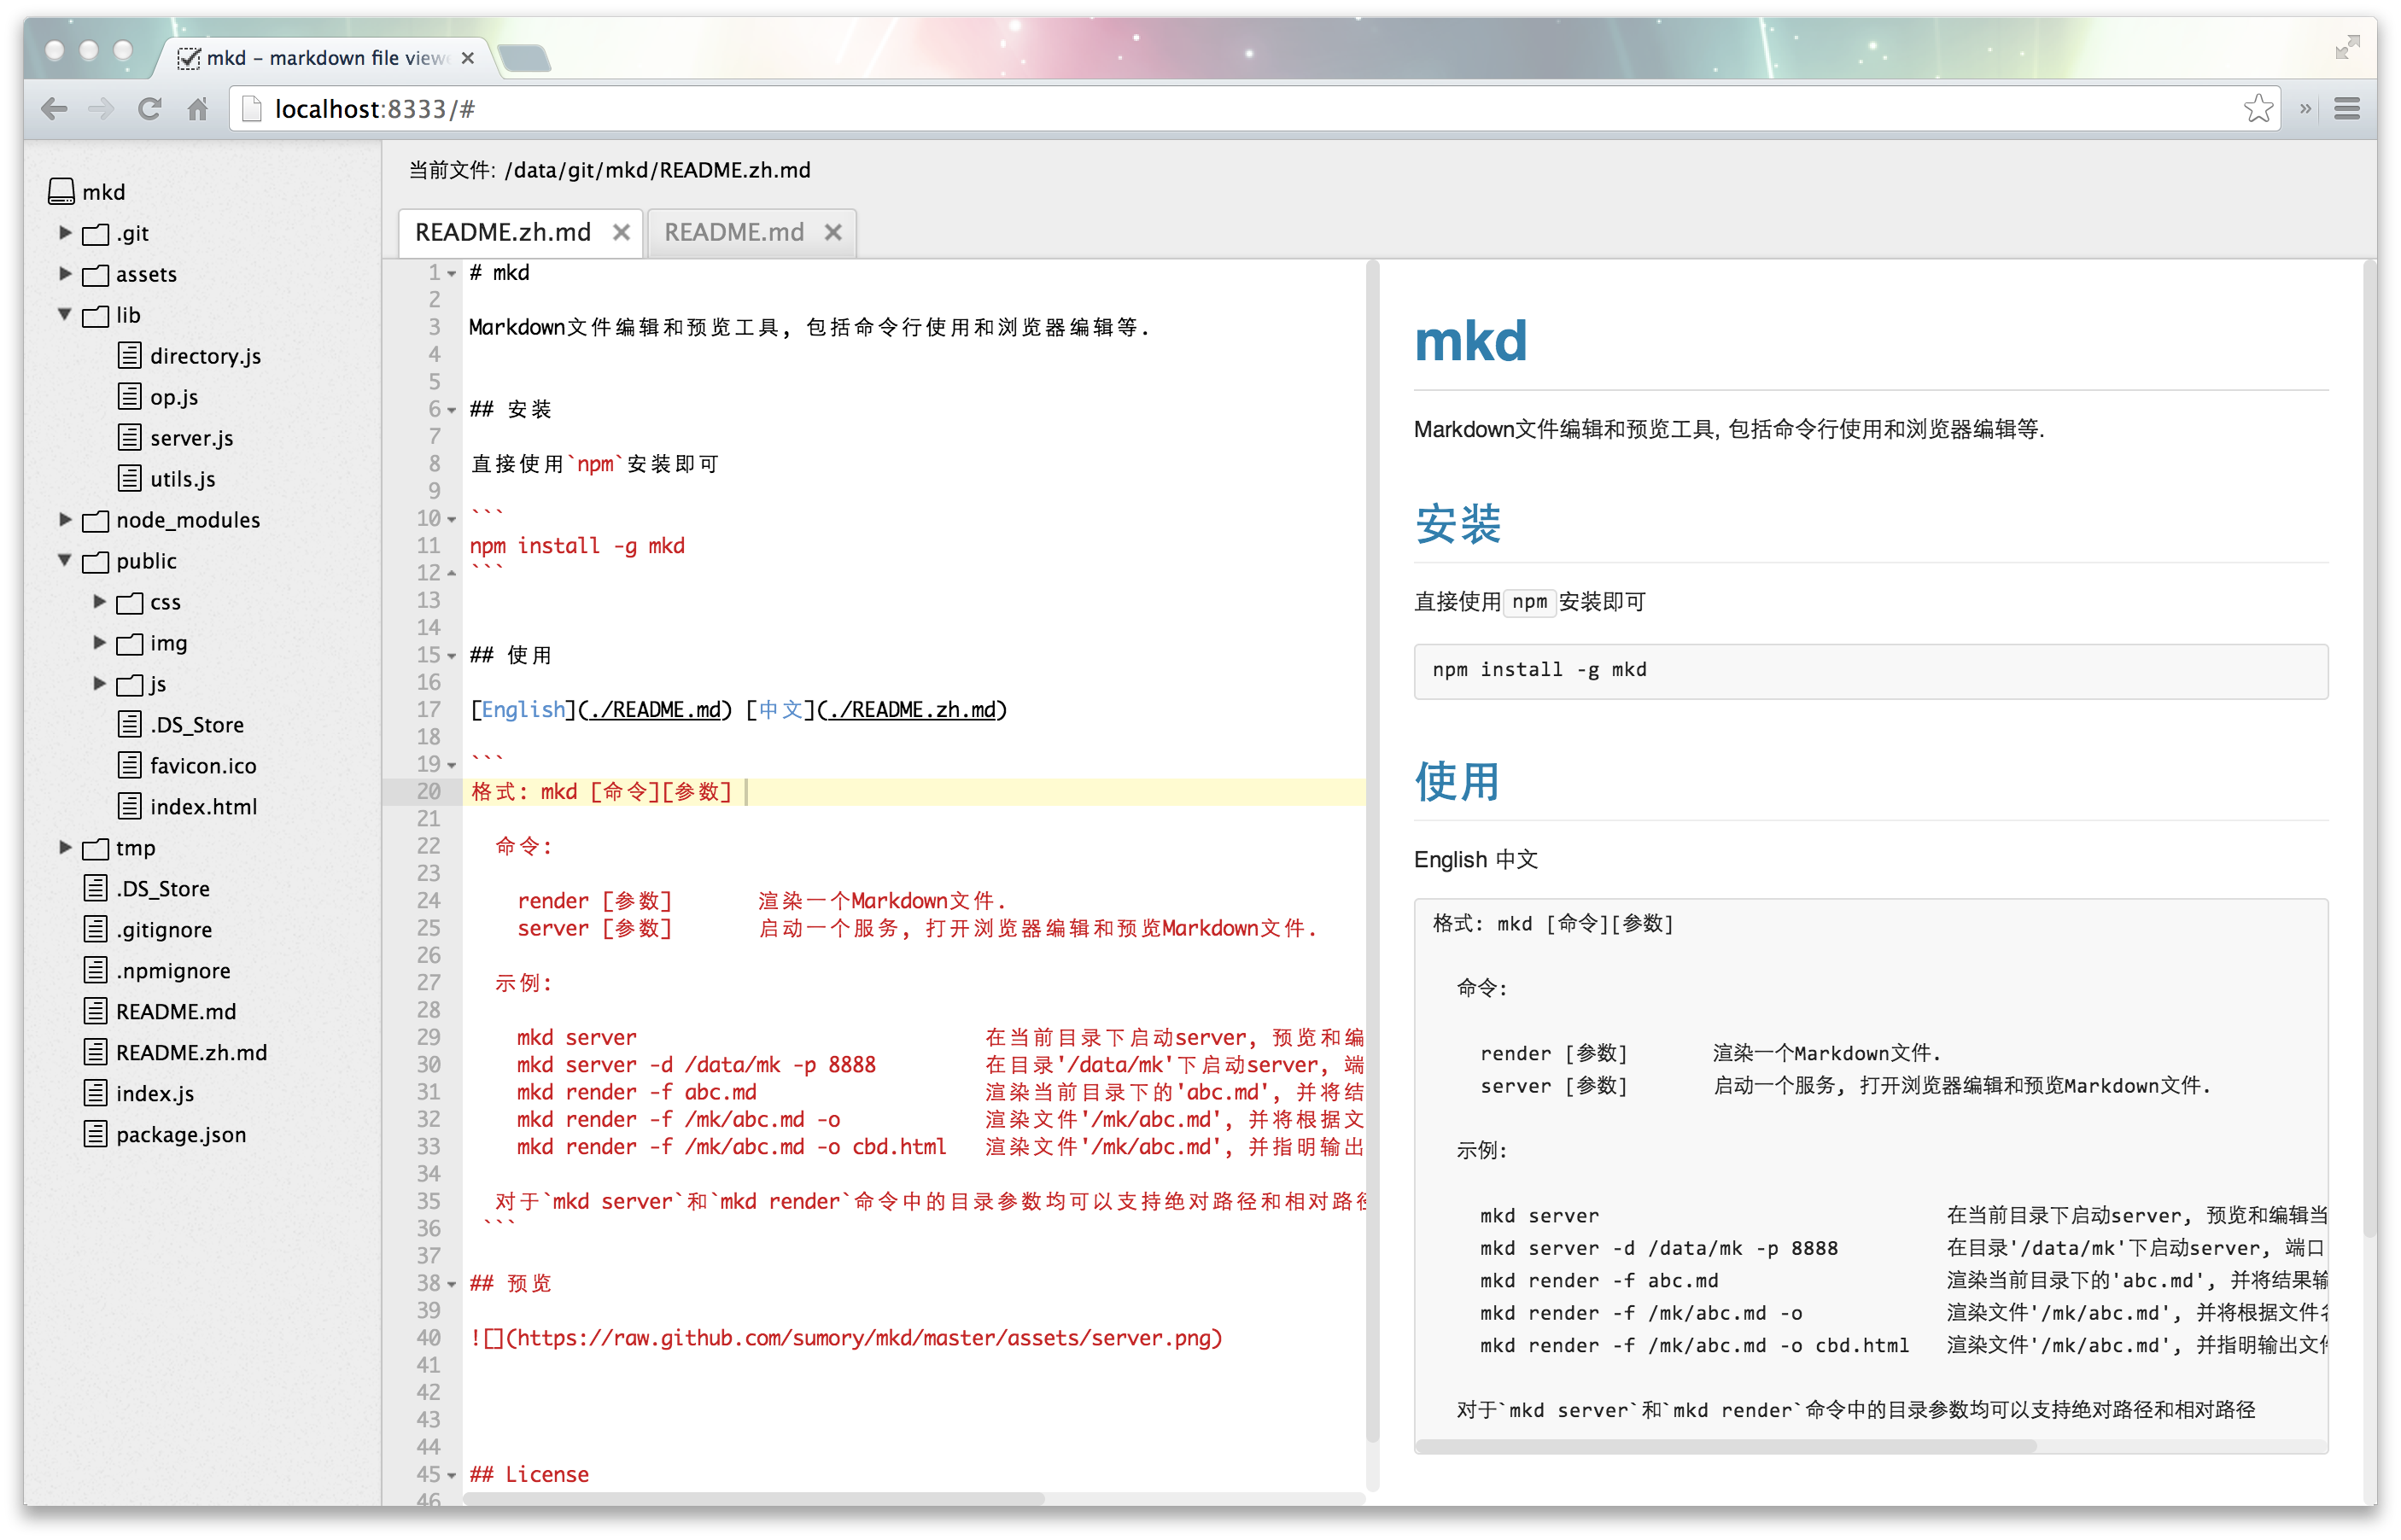 mkd – markdown file view
localhost:8333/#
mkd
.git
assets
lib
directory.js
op.js
server.js
utils.js
node_modules
public
css
img
js
.DS_Store
favicon.ico
index.html
tmp
.DS_Store
.gitignore
.npmignore
README.md
README.zh.md
index.js
package.json
当前文件: /data/git/mkd/README.zh.md
README.zh.md README.md
1 # mkd
2
3 Markdown文件编辑和预览工具, 包括命令行使用和浏览器编辑等.
4
5
6 ## 安装
7
8 直接使用`npm`安装即可
9
10 ```
11 npm install -g mkd
12 ```
13
14
15 ## 使用
16
17 [English](./README.md) [中文](./README.zh.md)
18
19 ```
20 格式: mkd [命令][参数]
21
22 命令:
23
24 render [参数] 渲染一个Markdown文件.
25 server [参数] 启动一个服务, 打开浏览器编辑和预览Markdown文件.
26
27 示例:
28
29 mkd server 在当前目录下启动server, 预览和编
30 mkd server -d /data/mk -p 8888 在目录'/data/mk'下启动server, 端
31 mkd render -f abc.md 渲染当前目录下的'abc.md', 并将结
32 mkd render -f /mk/abc.md -o 渲染文件'/mk/abc.md', 并将根据文
33 mkd render -f /mk/abc.md -o cbd.html 渲染文件'/mk/abc.md', 并指明输出
34
35 对于`mkd server`和`mkd render`命令中的目录参数均可以支持绝对路径和相对路径
36 ```
37
38 ## 预览
39
40 ![](https://raw.github.com/sumory/mkd/master/assets/server.png)
41
42
43
44
45 ## License
46
mkd
Markdown文件编辑和预览工具, 包括命令行使用和浏览器编辑等.
安装
直接使用 npm 安装即可
npm install -g mkd
使用
English 中文
格式: mkd [命令][参数]
命令:
render [参数] 渲染一个Markdown文件.
server [参数] 启动一个服务, 打开浏览器编辑和预览Markdown文件.
示例:
mkd server 在当前目录下启动server, 预览和编辑当
mkd server -d /data/mk -p 8888 在目录'/data/mk'下启动server, 端口
mkd render -f abc.md 渲染当前目录下的'abc.md', 并将结果输
mkd render -f /mk/abc.md -o 渲染文件'/mk/abc.md', 并将根据文件名
mkd render -f /mk/abc.md -o cbd.html 渲染文件'/mk/abc.md', 并指明输出文件
对于`mkd server`和`mkd render`命令中的目录参数均可以支持绝对路径和相对路径